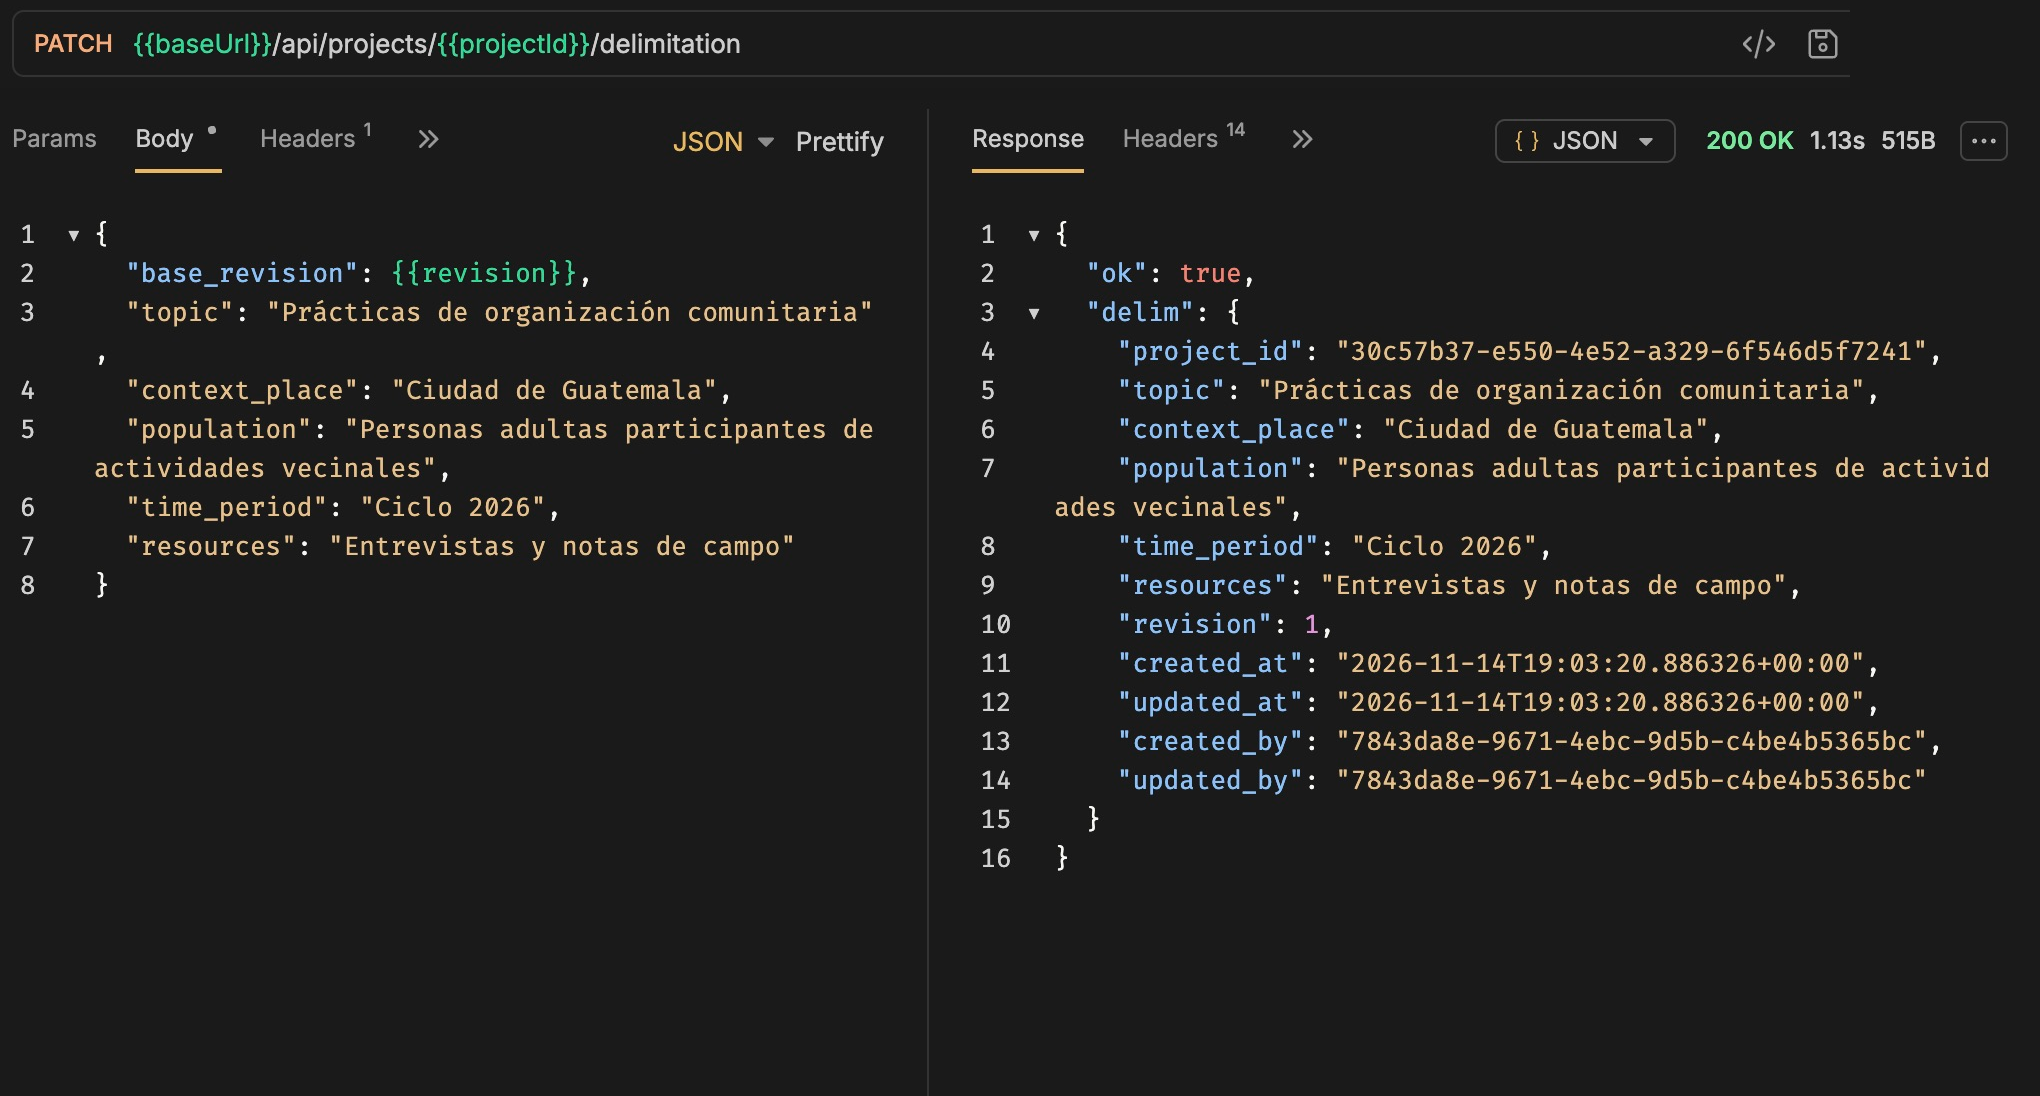 PATCH {{baseUrl}}/api/projects/{{projectId}}/delimitation
Params Body Headers 1 JSON Prettify
1 {
2 "base_revision": {{revision}},
3 "topic": "Prácticas de organización comunitaria"
,
4 "context_place": "Ciudad de Guatemala",
5 "population": "Personas adultas participantes de
actividades vecinales",
6 "time_period": "Ciclo 2026",
7 "resources": "Entrevistas y notas de campo"
8 }
Response Headers 14 { } JSON 200 OK 1.13s 515B
1 {
2 "ok": true,
3 "delim": {
4 "project_id": "30c57b37-e550-4e52-a329-6f546d5f7241",
5 "topic": "Prácticas de organización comunitaria",
6 "context_place": "Ciudad de Guatemala",
7 "population": "Personas adultas participantes de activid
ades vecinales",
8 "time_period": "Ciclo 2026",
9 "resources": "Entrevistas y notas de campo",
10 "revision": 1,
11 "created_at": "2026-11-14T19:03:20.886326+00:00",
12 "updated_at": "2026-11-14T19:03:20.886326+00:00",
13 "created_by": "7843da8e-9671-4ebc-9d5b-c4be4b5365bc",
14 "updated_by": "7843da8e-9671-4ebc-9d5b-c4be4b5365bc"
15 }
16 }